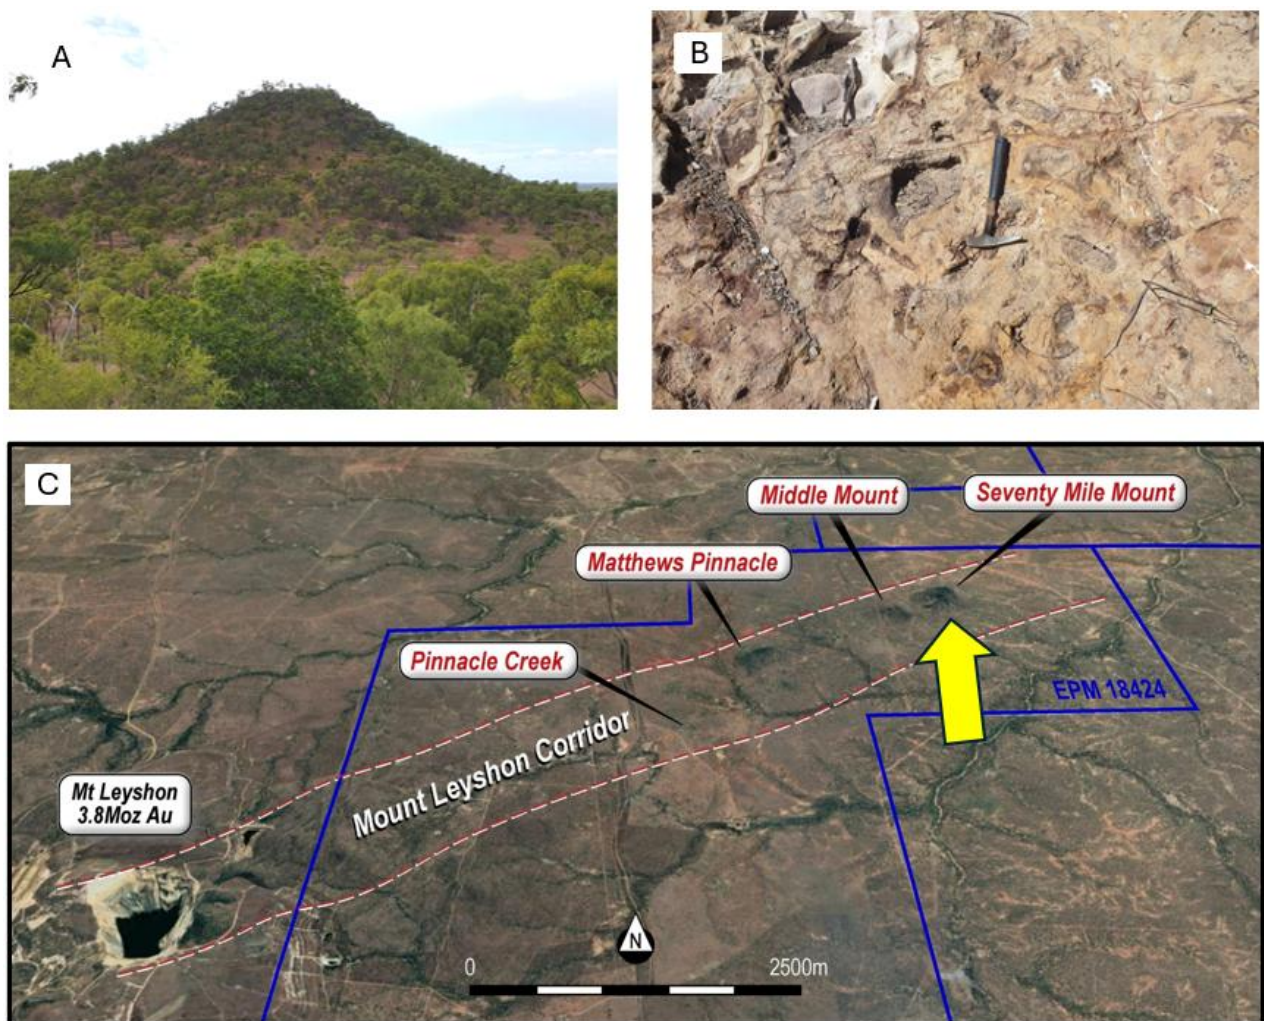 A
B
C
Middle Mount
Seventy Mile Mount
Matthews Pinnacle
Pinnacle Creek
EPM 18424
Mount Leyshon Corridor
Mt Leyshon
3.8Moz Au
N
0
2500m